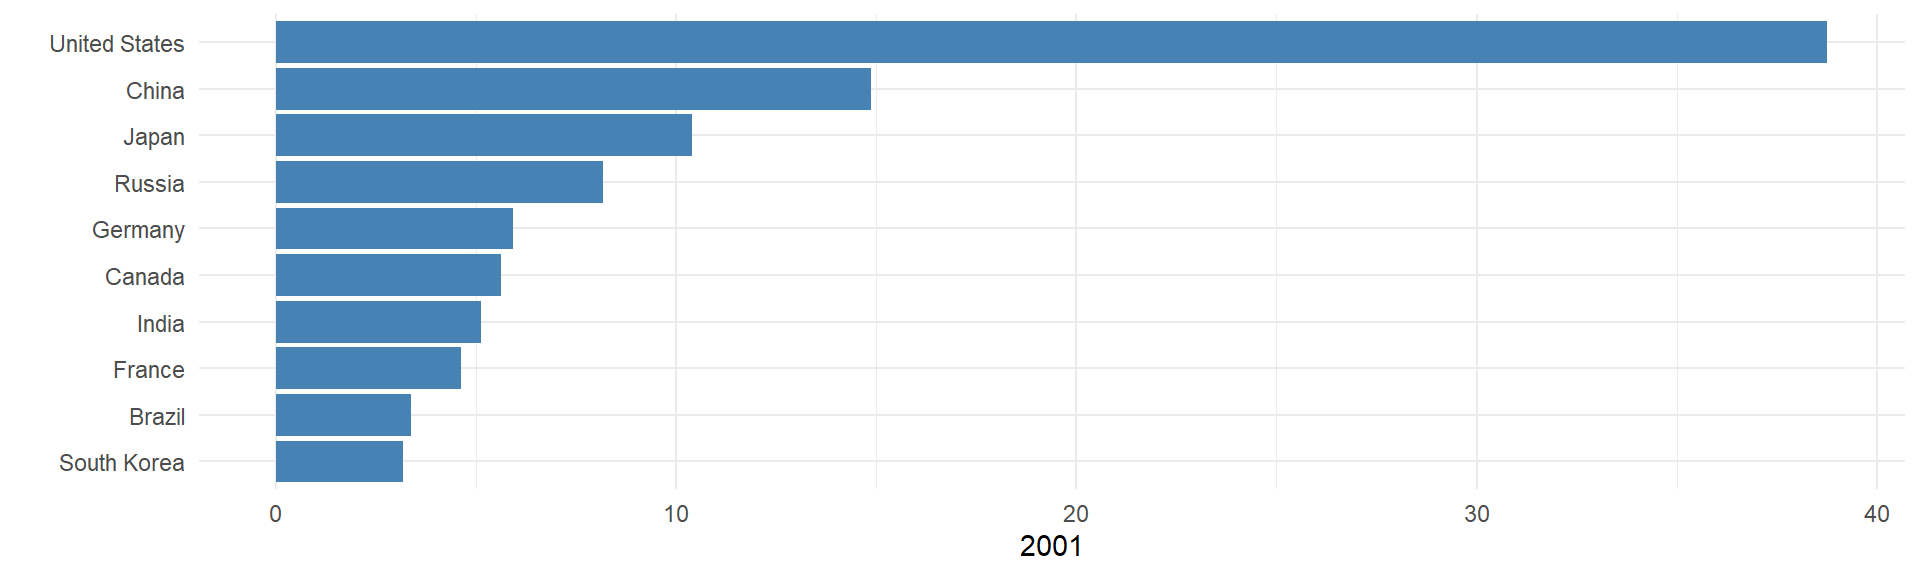 United States
China
Japan
Russia
Germany
Canada
India
France
Brazil
South Korea
0 10 20 30 40
2001